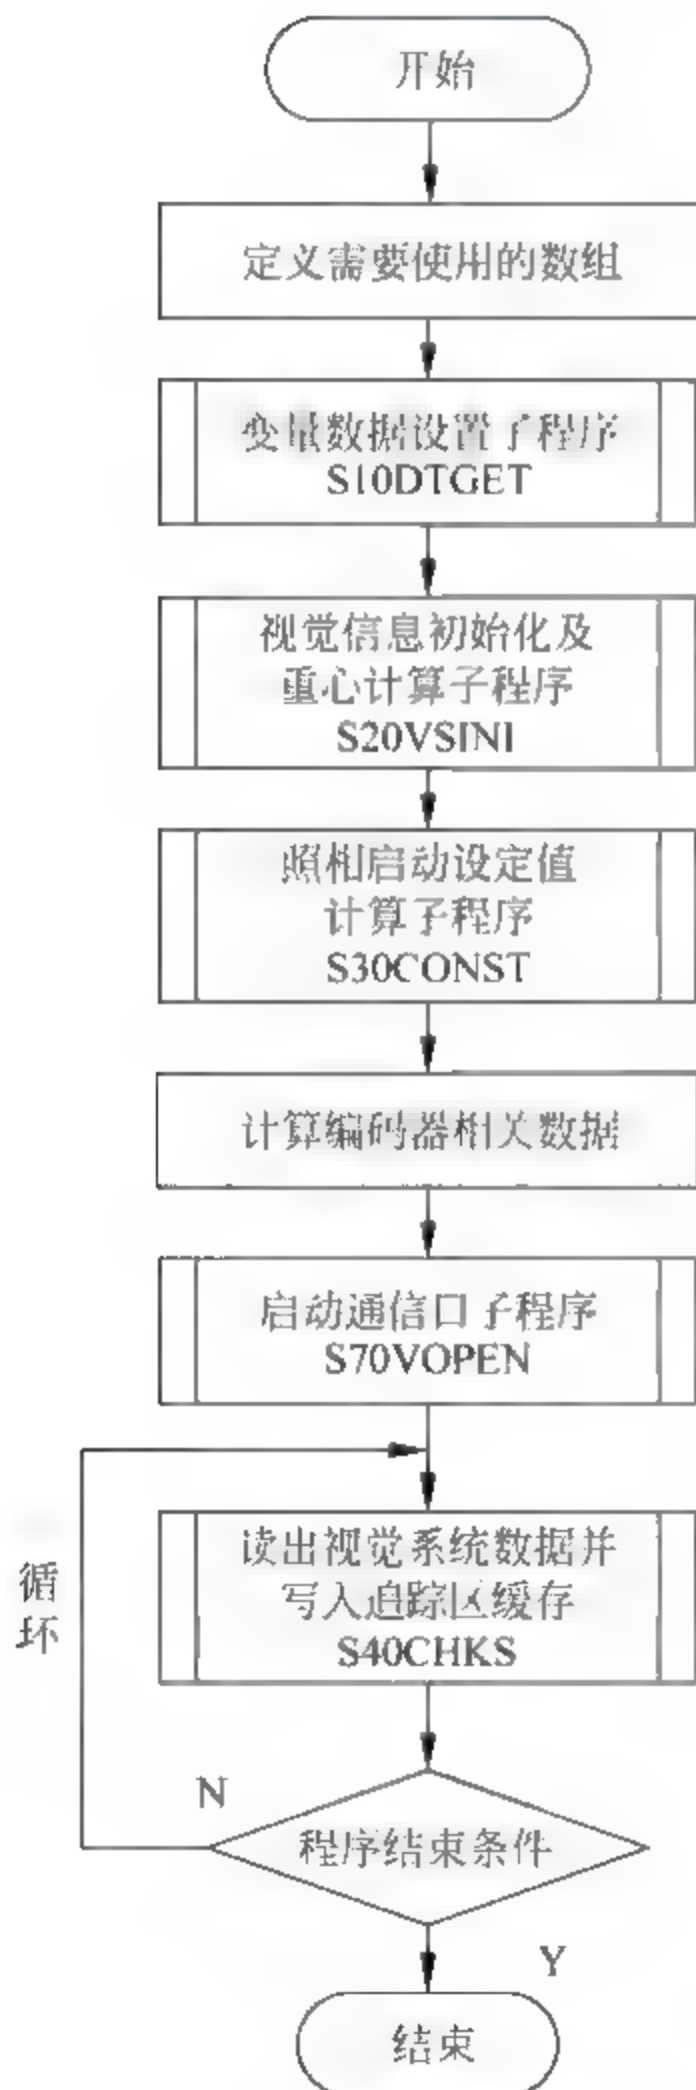 开始
定义需要使用的数组
变量数据设置子程序
S10DTGET
视觉信息初始化及
重心计算子程序
S20VSINI
照相启动设定值
计算子程序
S30CONST
计算编码器相关数据
启动通信口子程序
S70VOPEN
读出视觉系统数据并
写入追踪区缓存
S40CHKS
循
环
N
程序结束条件
Y
结束